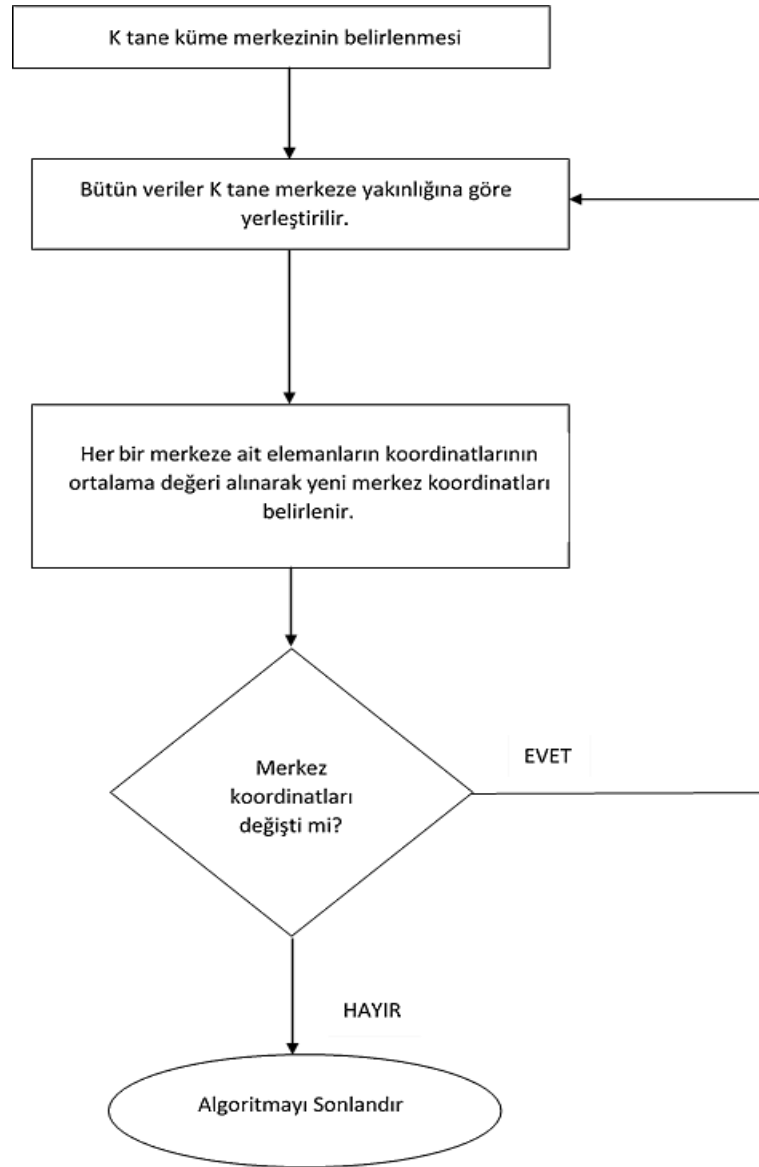 K tane küme merkezinin belirlenmesi
Bütün veriler K tane merkeze yakınlığına göre
yerleştirilir.
Her bir merkeze ait elemanların koordinatlarının
ortalama değeri alınarak yeni merkez koordinatları
belirlenir.
Merkez
koordinatları
değişti mi?
EVET
HAYIR
Algoritmayı Sonlandır